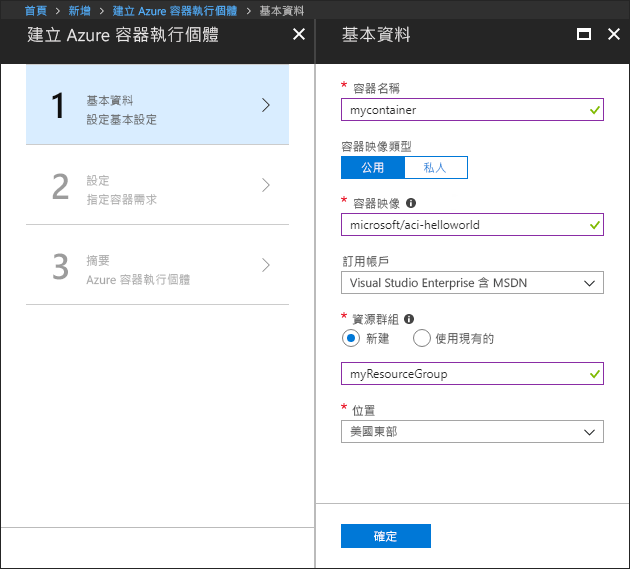 首頁 > 新增 > 建立 Azure 容器執行個體 > 基本資料
建立 Azure 容器執行個體
1
基本資料
設定基本設定
2
設定
指定容器需求
3
摘要
Azure 容器執行個體
基本資料
* 容器名稱
mycontainer
容器映像類型
公用 私人
* 容器映像
microsoft/aci-helloworld
訂用帳戶
Visual Studio Enterprise 含 MSDN
* 資源群組
新建 使用現有的
myResourceGroup
* 位置
美國東部
確定